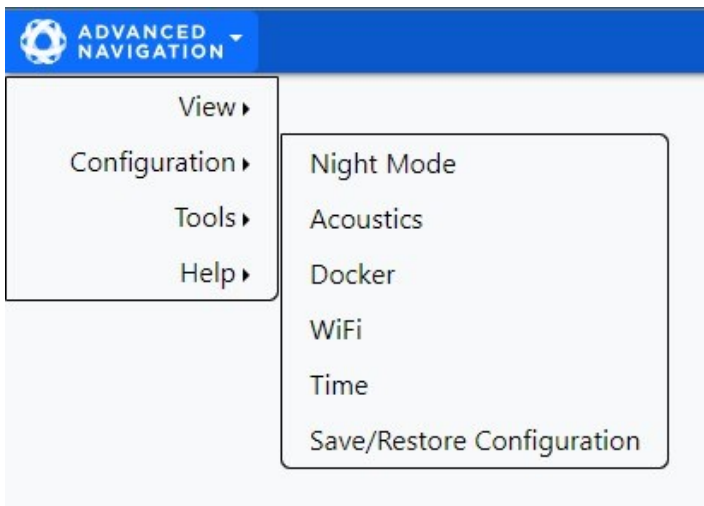 ADVANCED
NAVIGATION
View
Configuration
Tools
Help
Night Mode
Acoustics
Docker
WiFi
Time
Save/Restore Configuration